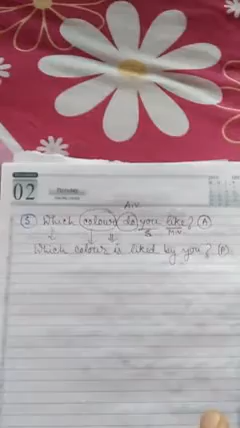 02
A.V.
(3) Which colour do you like? (A)
S M.V.
Which colour is liked by you? (P)